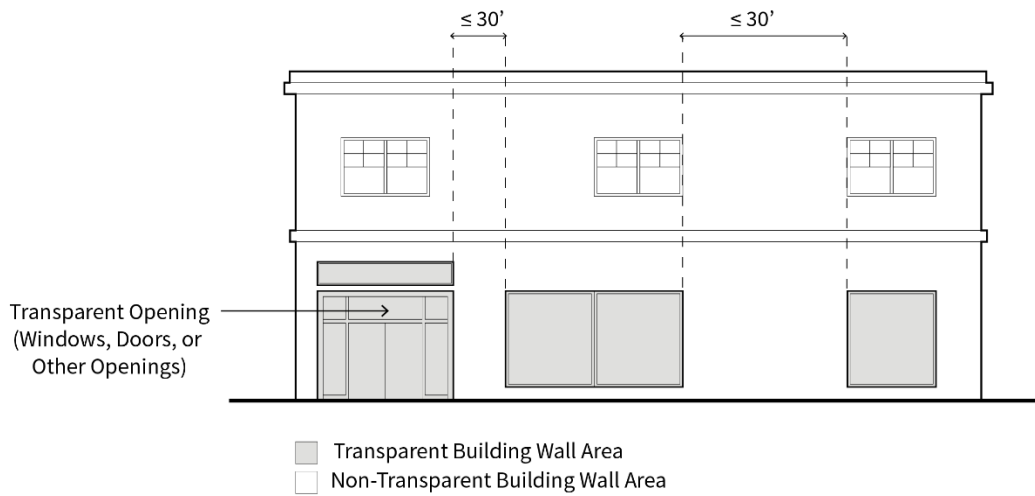 ≤ 30’
≤ 30’
Transparent Opening
(Windows, Doors, or
Other Openings)
Transparent Building Wall Area
Non-Transparent Building Wall Area